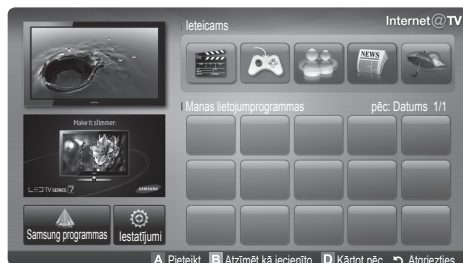 Internet@TV
Ieteicams
NEWS
Manas lietojumprogrammas pēc: Datums 1/1
Make it slimmer.
LED TV SERIES 7 SAMSUNG
Samsung programmas Iestatījumi
A Pieteikt B Atzīmēt kā iecienīto D Kārtot pēc Atgriezties